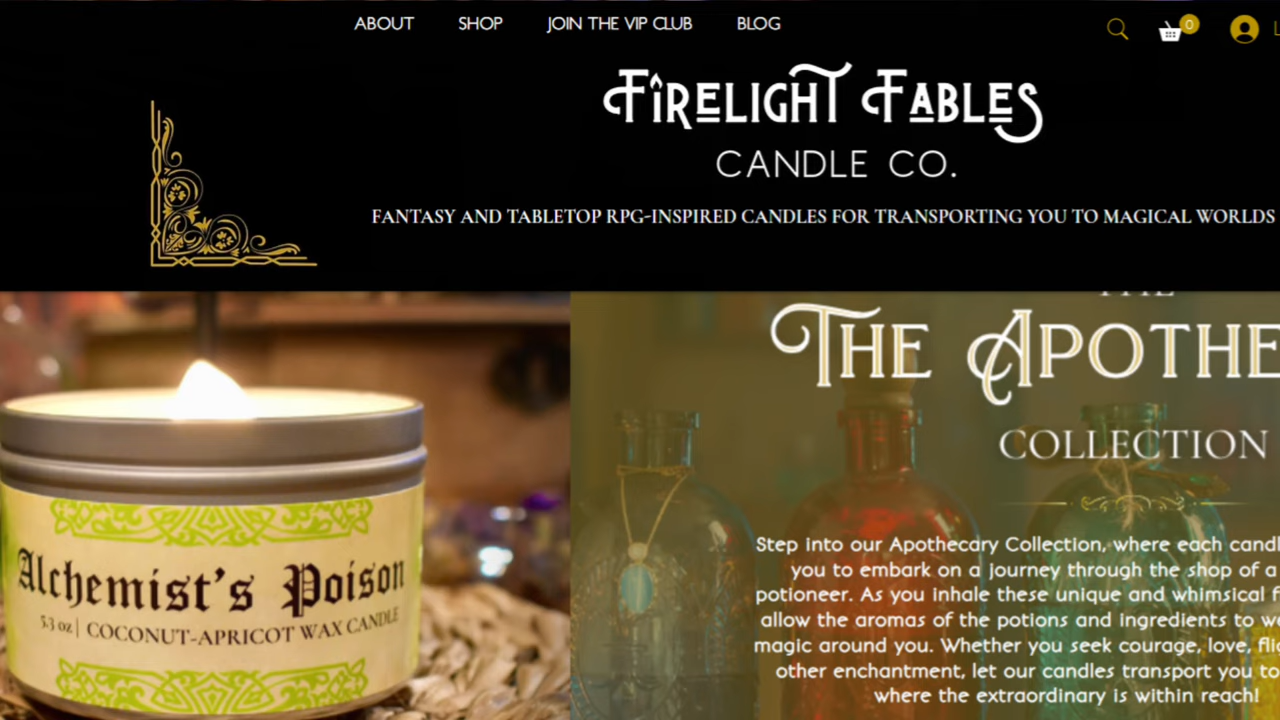 ABOUT SHOP JOIN THE VIP CLUB BLOG
0
FIRELIGHT FABLES
CANDLE CO.
FANTASY AND TABLETOP RPG-INSPIRED CANDLES FOR TRANSPORTING YOU TO MAGICAL WORLDS
THE
THE APOTHE
COLLECTION
Step into our Apothecary Collection, where each candl
you to embark on a journey through the shop of a
potioneer. As you inhale these unique and whimsical f
allow the aromas of the potions and ingredients to we
magic around you. Whether you seek courage, love, flig
other enchantment, let our candles transport you to
where the extraordinary is within reach!
Alchemist's Poison
5.3 oz | COCONUT-APRICOT WAX CANDLE